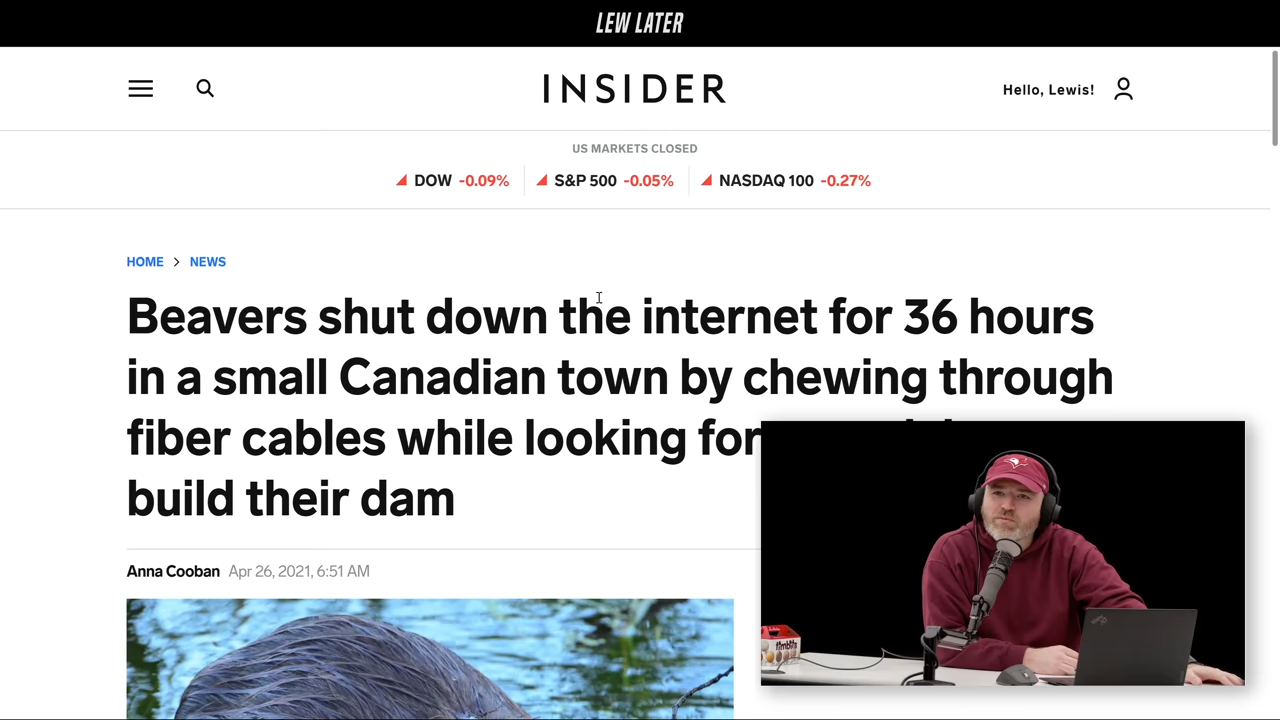 LEW LATER
INSIDER
Hello, Lewis!
US MARKETS CLOSED
DOW -0.09% S&P 500 -0.05% NASDAQ 100 -0.27%
HOME > NEWS
Beavers shut down the internet for 36 hours
in a small Canadian town by chewing through
fiber cables while looking for
build their dam
Anna Cooban Apr 26, 2021, 6:51 AM
timbits